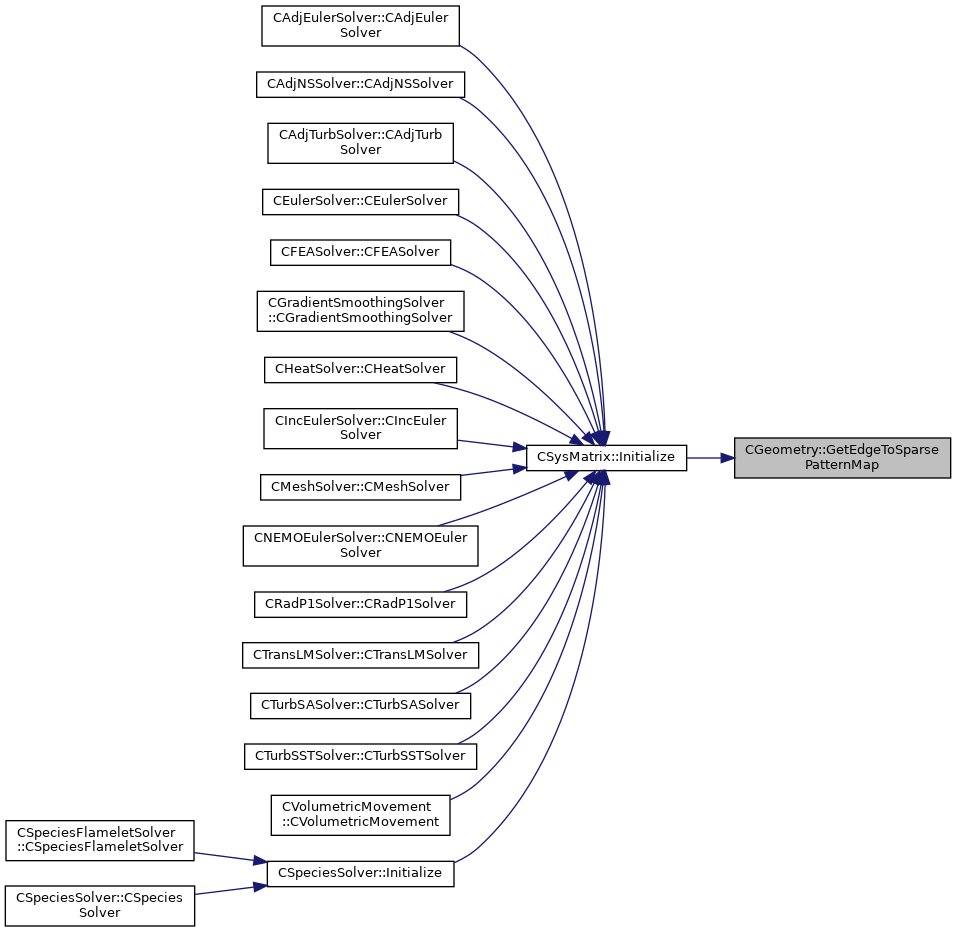 CAdjEulerSolver::CAdjEuler
Solver
CAdjNSSolver::CAdjNSSolver
CAdjTurbSolver::CAdjTurb
Solver
CEulerSolver::CEulerSolver
CFEASolver::CFEASolver
CGradientSmoothingSolver
::CGradientSmoothingSolver
CHeatSolver::CHeatSolver
CIncEulerSolver::CIncEuler
Solver
CSysMatrix::Initialize
CGeometry::GetEdgeToSparse
PatternMap
CMeshSolver::CMeshSolver
CNEMOEulerSolver::CNEMOEuler
Solver
CRadP1Solver::CRadP1Solver
CTransLMSolver::CTransLMSolver
CTurbSASolver::CTurbSASolver
CTurbSSTSolver::CTurbSSTSolver
CVolumetricMovement
::CVolumetricMovement
CSpeciesFlameletSolver
::CSpeciesFlameletSolver
CSpeciesSolver::Initialize
CSpeciesSolver::CSpecies
Solver